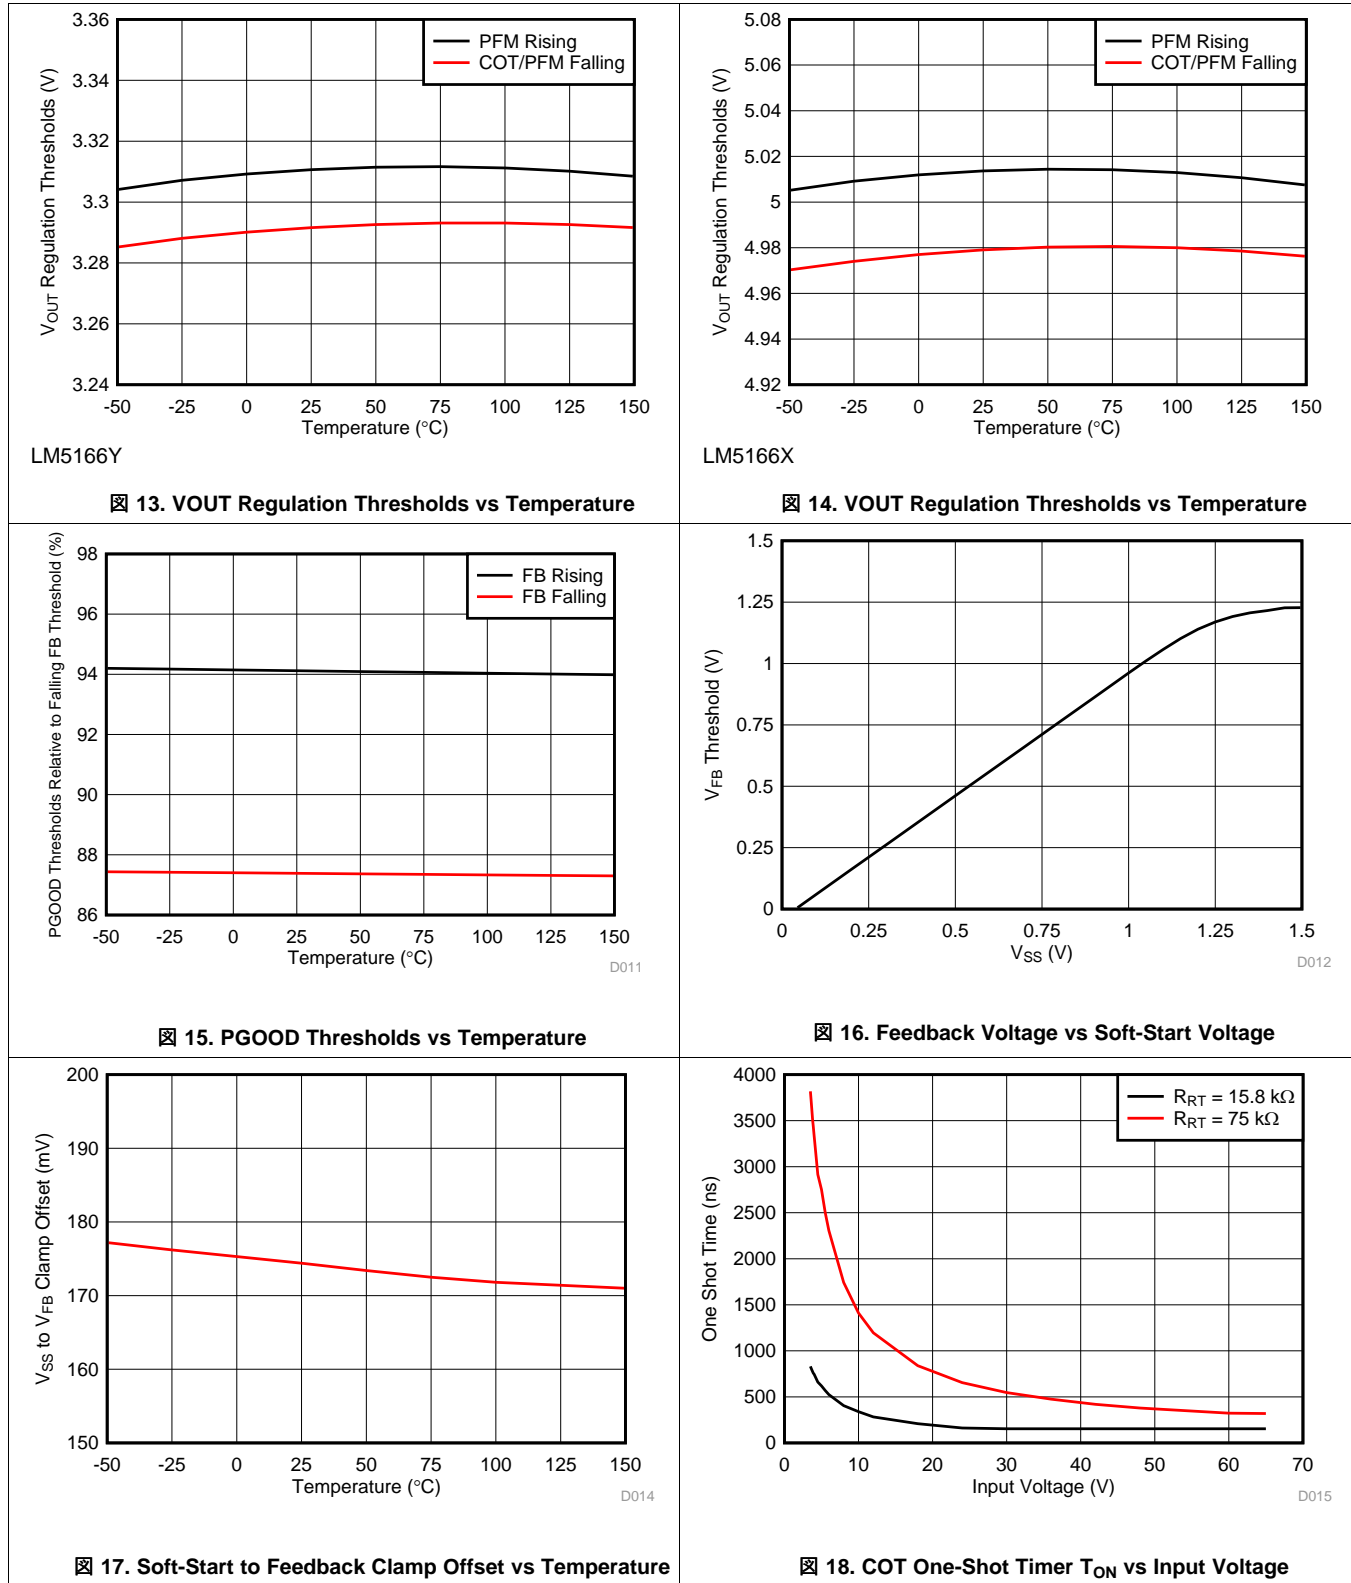 3.36
3.34
3.32
3.3
3.28
3.26
3.24
-50 -25 0 25 50 75 100 125 150
VOUT Regulation Thresholds (V)
Temperature (°C)
PFM Rising
COT/PFM Falling
LM5166Y
図 13. VOUT Regulation Thresholds vs Temperature
5.08
5.06
5.04
5.02
5
4.98
4.96
4.94
4.92
-50 -25 0 25 50 75 100 125 150
VOUT Regulation Thresholds (V)
Temperature (°C)
PFM Rising
COT/PFM Falling
LM5166X
図 14. VOUT Regulation Thresholds vs Temperature
98
96
94
92
90
88
86
-50 -25 0 25 50 75 100 125 150
PGOOD Thresholds Relative to Falling FB Threshold (%)
Temperature (°C)
FB Rising
FB Falling
D011
図 15. PGOOD Thresholds vs Temperature
1.5
1.25
1
0.75
0.5
0.25
0
0 0.25 0.5 0.75 1 1.25 1.5
VFB Threshold (V)
VSS (V)
D012
図 16. Feedback Voltage vs Soft-Start Voltage
200
190
180
170
160
150
-50 -25 0 25 50 75 100 125 150
VSS to VFB Clamp Offset (mV)
Temperature (°C)
D014
図 17. Soft-Start to Feedback Clamp Offset vs Temperature
4000
3500
3000
2500
2000
1500
1000
500
0
0 10 20 30 40 50 60 70
One Shot Time (ns)
Input Voltage (V)
RRT = 15.8 kΩ
RRT = 75 kΩ
D015
図 18. COT One-Shot Timer TON vs Input Voltage